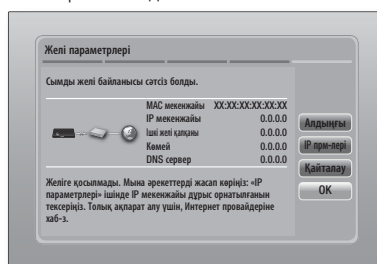 Желі параметрлері
Сымды желі байланысы сәтсіз болды.
MAC мекенжайы XX:XX:XX:XX:XX:XX
IP мекенжайы 0.0.0.0
Ішкі желі қалқаны 0.0.0.0
Көмей 0.0.0.0
DNS сервер 0.0.0.0
Желіге қосылмады. Мына әрекеттерді жасап көріңіз: «IP
параметрлері» ішінде IP мекенжайы дұрыс орнатылғанын
тексеріңіз. Толық ақпарат алу үшін, Интернет провайдеріне
хаб-з.
Алдыңғы
IP прм-лері
Қайталау
OK